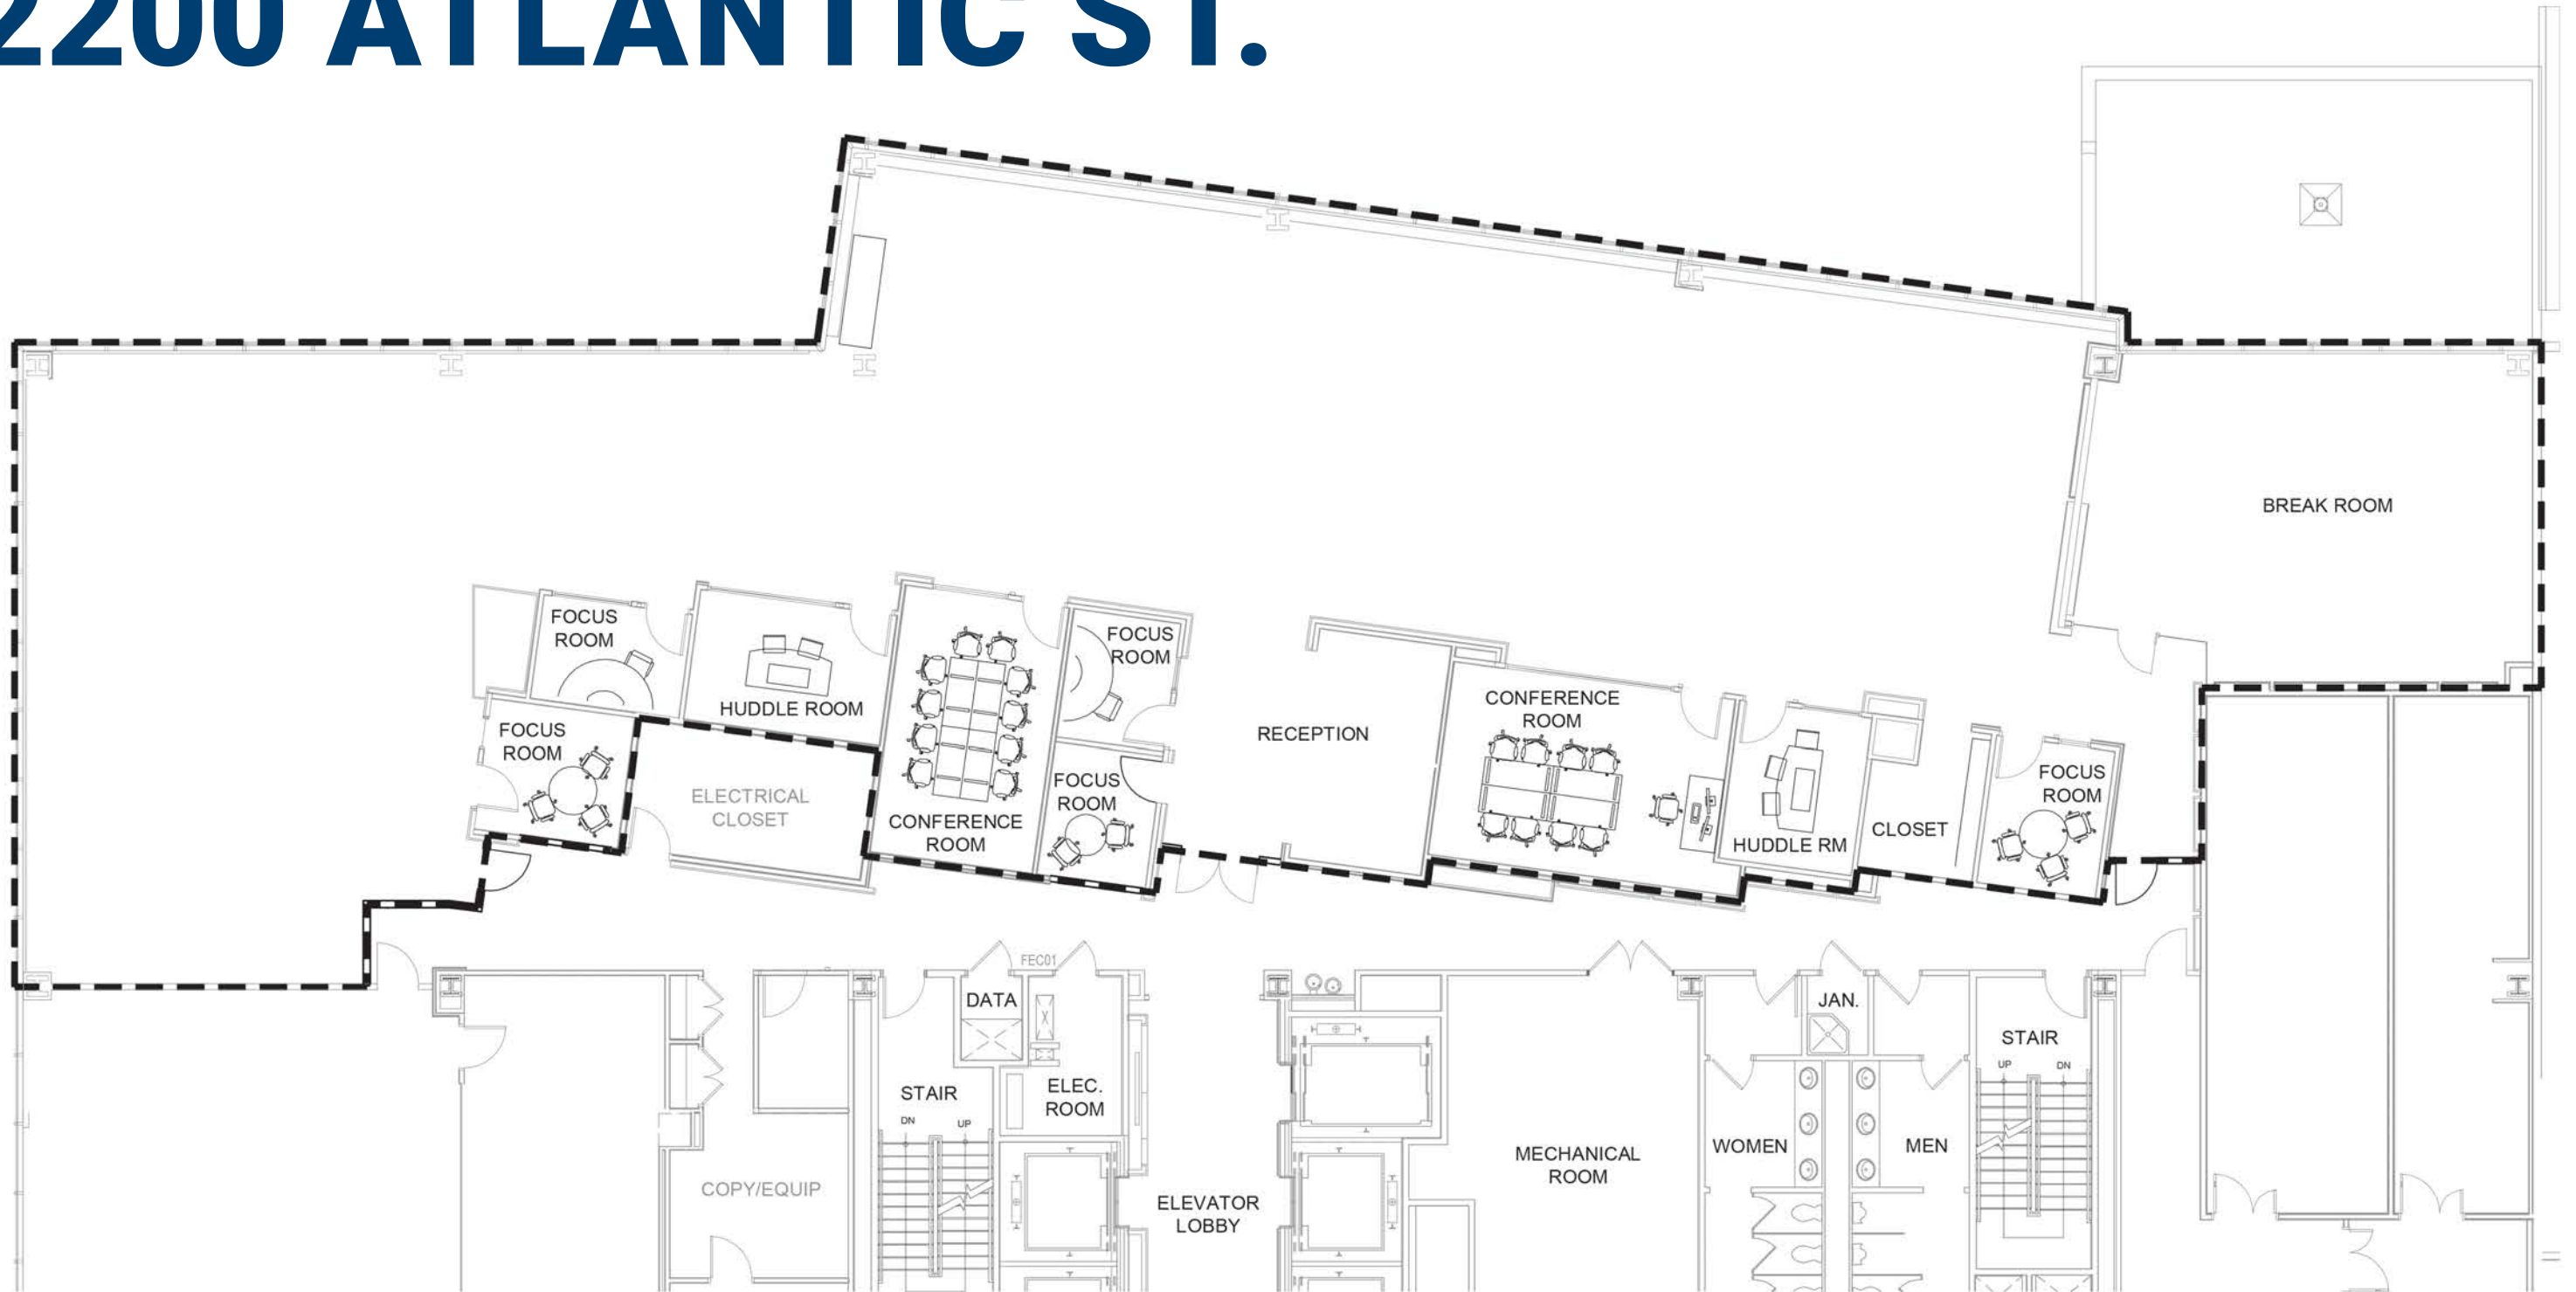 2200 ATLANTIC ST.
BREAK ROOM
FOCUS
ROOM
HUDDLE ROOM
FOCUS
ROOM
FOCUS
ROOM
ELECTRICAL
CLOSET
CONFERENCE
ROOM
FOCUS
ROOM
RECEPTION
CONFERENCE
ROOM
HUDDLE RM
CLOSET
FOCUS
ROOM
FEC01
DATA
JAN.
STAIR
UP
DN
STAIR
DN
UP
ELEC.
ROOM
COPY/EQUIP
ELEVATOR
LOBBY
MECHANICAL
ROOM
WOMEN
MEN